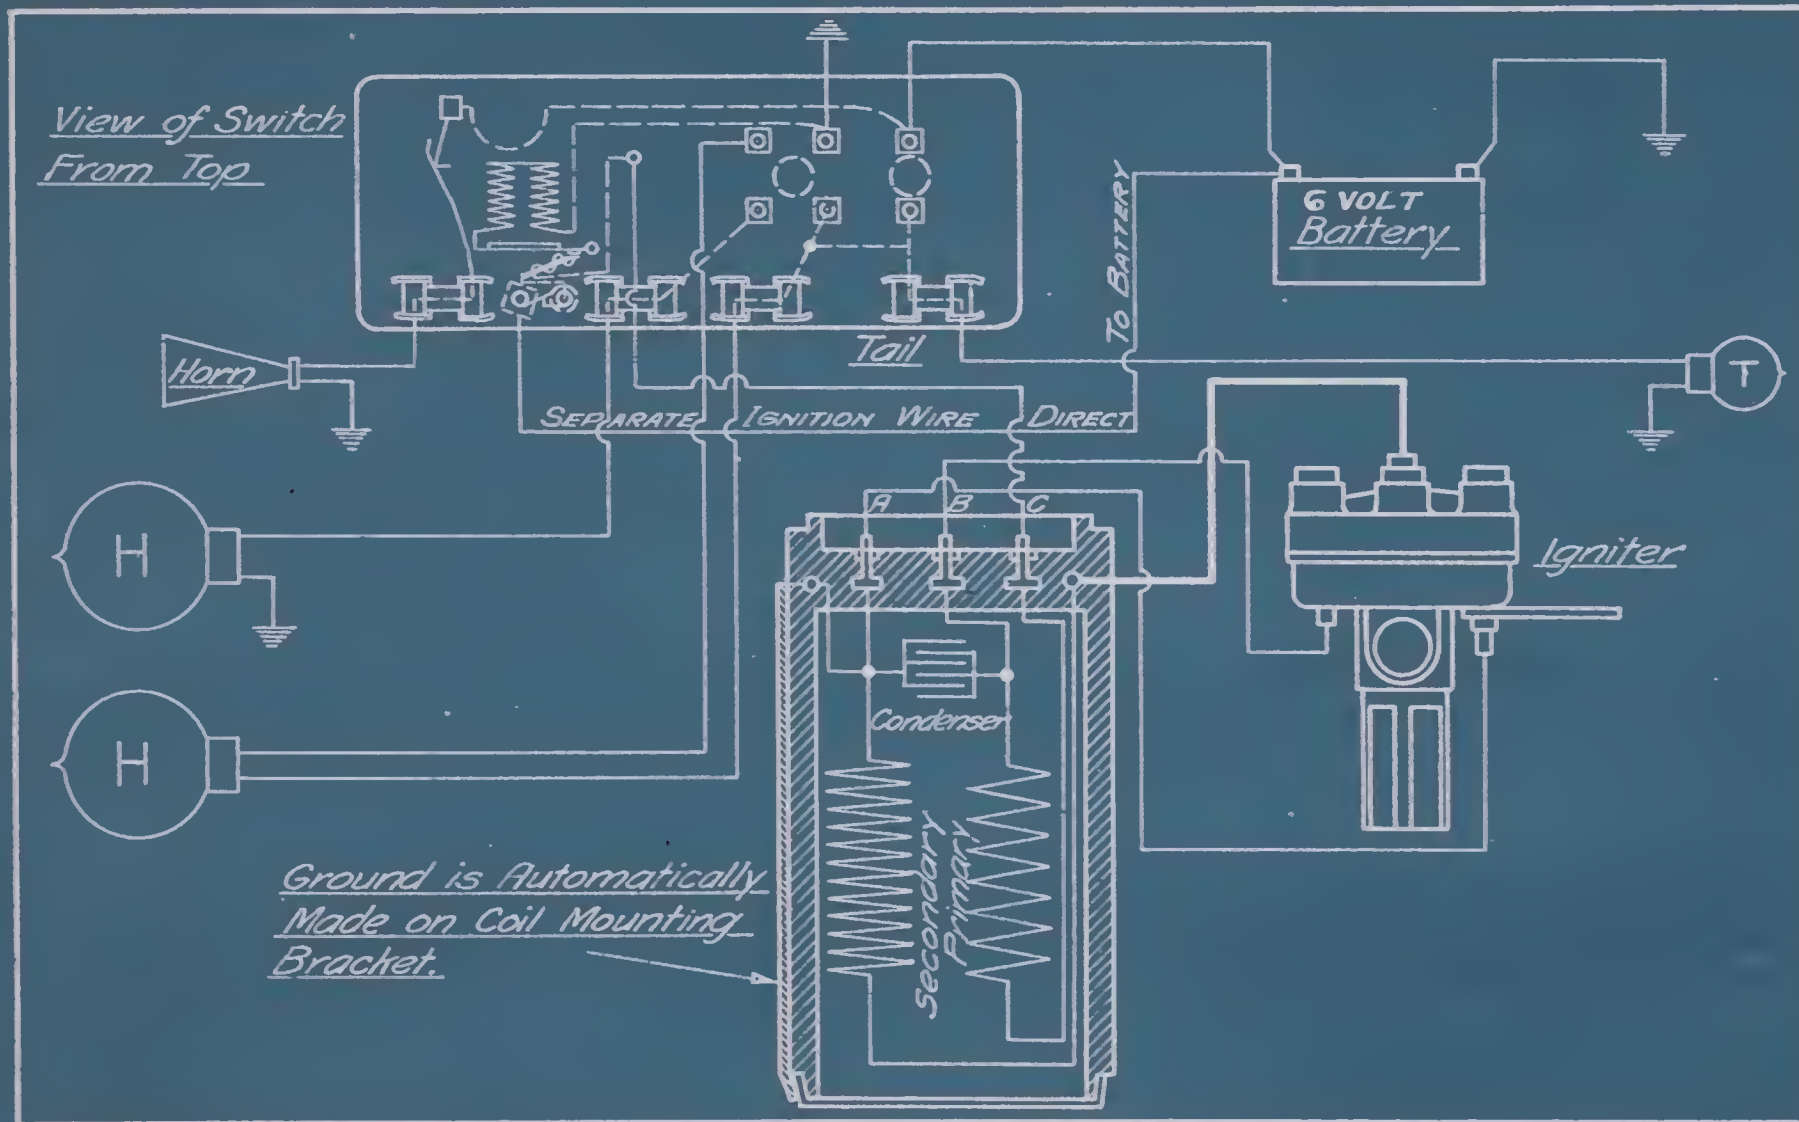 View of Switch
From Top
6 VOLT
Battery
TO BATTERY
Tail
Horn
T
SEPARATE IGNITION WIRE DIRECT
A B C
H
Igniter
Condenser
H
Secondary
Primary
Ground is Automatically
Made on Coil Mounting
Bracket.
C